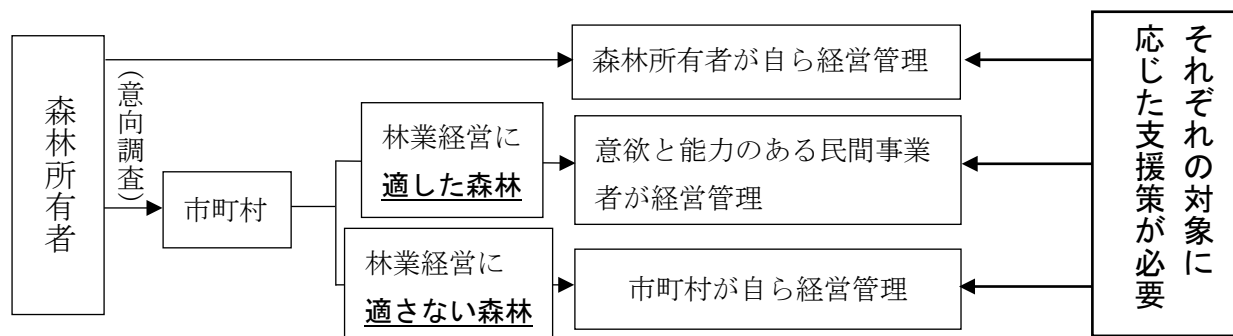 森林所有者
(意向調査)
市町村
林業経営に
適した森林
林業経営に
適さない森林
森林所有者が自ら経営管理
意欲と能力のある民間事業
者が経営管理
市町村が自ら経営管理
それぞれの対象に
応じた支援策が必要